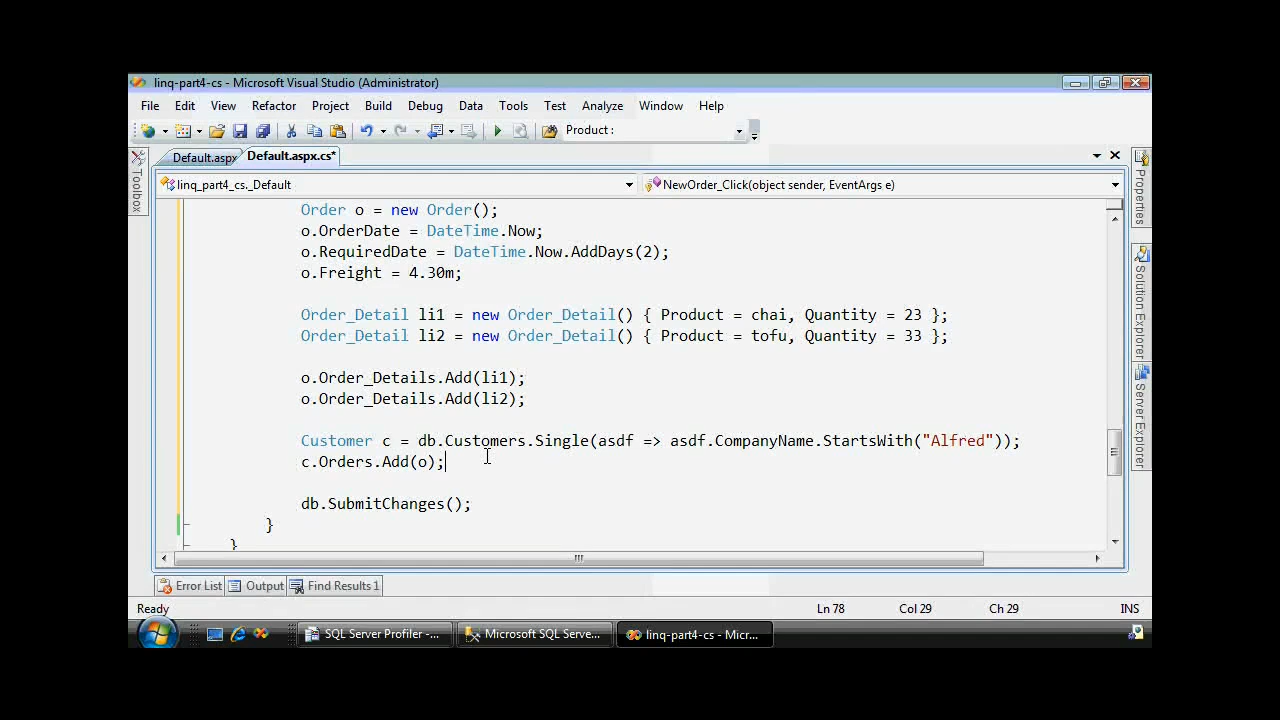 linq-part4-cs - Microsoft Visual Studio (Administrator)
File Edit View Refactor Project Build Debug Data Tools Test Analyze Window Help
Product :
Default.aspx Default.aspx.cs*
linq_part4_cs._Default NewOrder_Click(object sender, EventArgs e)
Toolbox
Properties
Solution Explorer
Server Explorer
Order o = new Order();
o.OrderDate = DateTime.Now;
o.RequiredDate = DateTime.Now.AddDays(2);
o.Freight = 4.30m;
Order_Detail li1 = new Order_Detail() { Product = chai, Quantity = 23 };
Order_Detail li2 = new Order_Detail() { Product = tofu, Quantity = 33 };
o.Order_Details.Add(li1);
o.Order_Details.Add(li2);
Customer c = db.Customers.Single(asdf => asdf.CompanyName.StartsWith("Alfred"));
c.Orders.Add(o);
db.SubmitChanges();
}
}
Error List Output Find Results 1
Ready Ln 78 Col 29 Ch 29 INS
SQL Server Profiler -... Microsoft SQL Serve... linq-part4-cs - Micr...